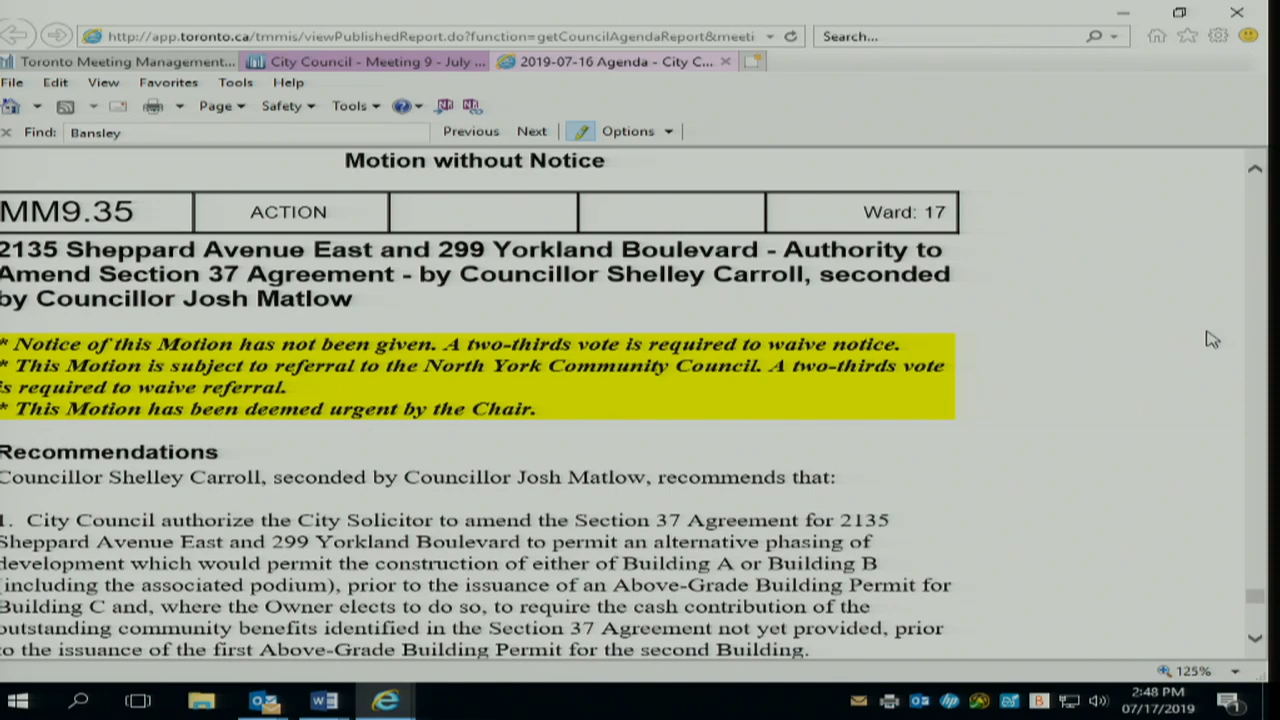 http://app.toronto.ca/tmmis/viewPublishedReport.do?function=getCouncilAgendaReport&meeti
Search...
Toronto Meeting Management...
City Council - Meeting 9 - July ...
2019-07-16 Agenda - City C...
File Edit View Favorites Tools Help
Page Safety Tools
Find: Bansley Previous Next Options
Motion without Notice
MM9.35 ACTION Ward: 17
2135 Sheppard Avenue East and 299 Yorkland Boulevard - Authority to
Amend Section 37 Agreement - by Councillor Shelley Carroll, seconded
by Councillor Josh Matlow
* Notice of this Motion has not been given. A two-thirds vote is required to waive notice.
* This Motion is subject to referral to the North York Community Council. A two-thirds vote
is required to waive referral.
* This Motion has been deemed urgent by the Chair.
Recommendations
Councillor Shelley Carroll, seconded by Councillor Josh Matlow, recommends that:
1. City Council authorize the City Solicitor to amend the Section 37 Agreement for 2135
Sheppard Avenue East and 299 Yorkland Boulevard to permit an alternative phasing of
development which would permit the construction of either of Building A or Building B
(including the associated podium), prior to the issuance of an Above-Grade Building Permit for
Building C and, where the Owner elects to do so, to require the cash contribution of the
outstanding community benefits identified in the Section 37 Agreement not yet provided, prior
to the issuance of the first Above-Grade Building Permit for the second Building.
125%
2:48 PM
07/17/2019